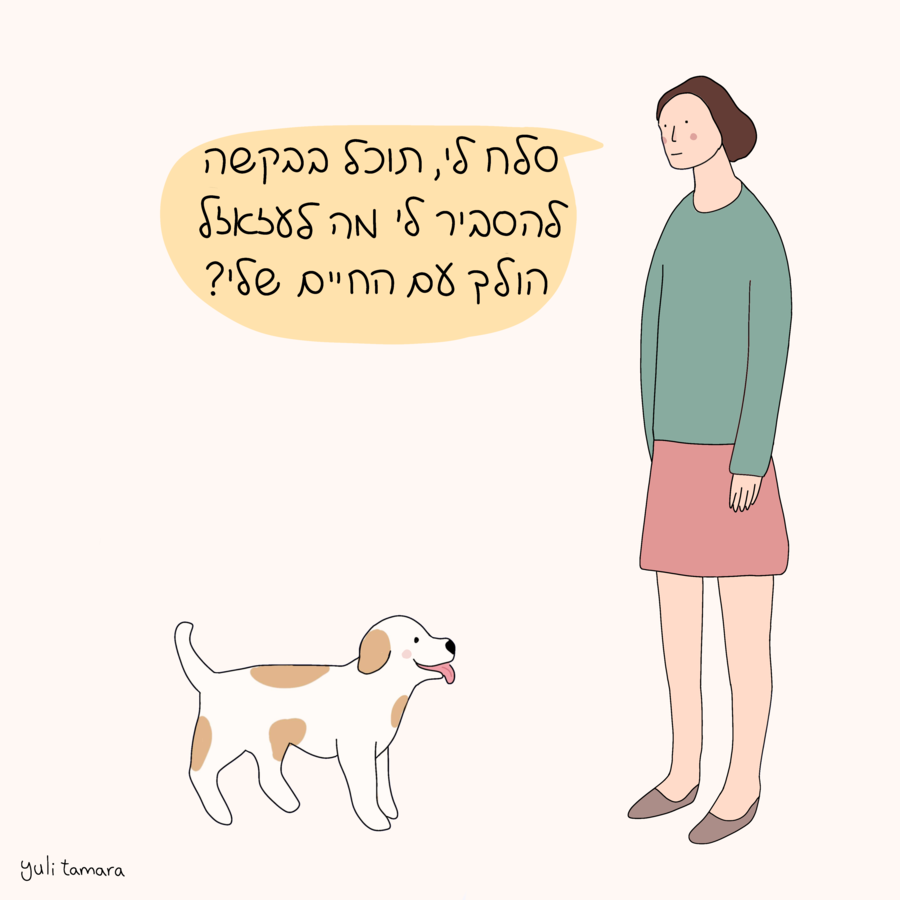 סלח לי, תוכל בבקשה
להסביר לי מה לעזאזל
הולך עם החיים שלי?
yuli tamara